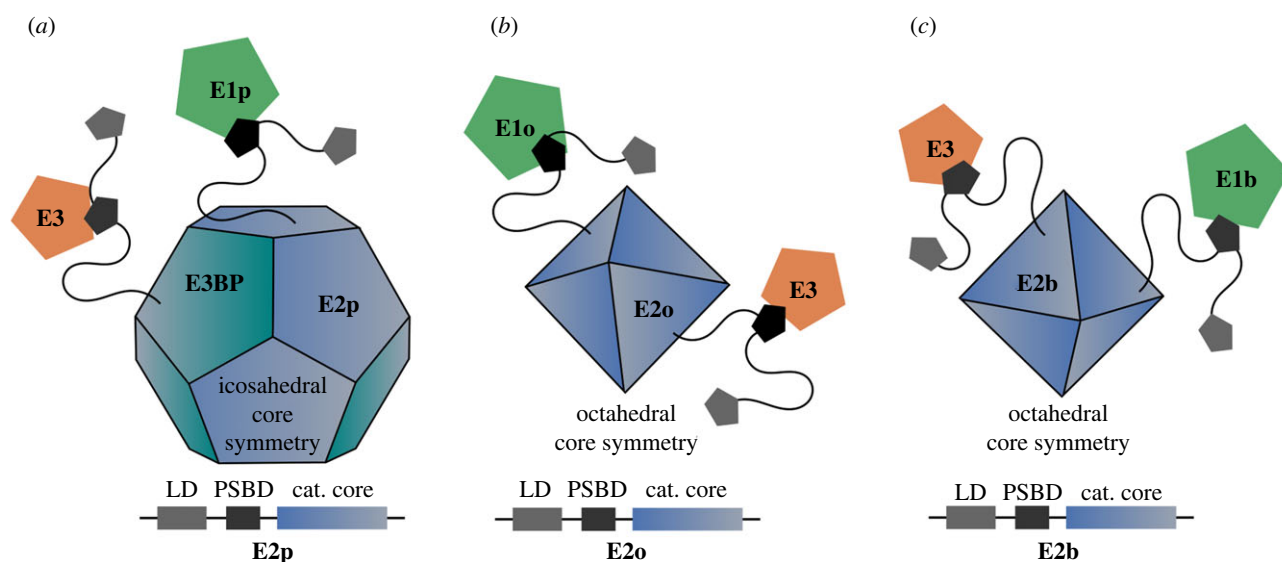 (a)
E1p
E3
E3BP
E2p
icosahedral
core
symmetry
LD PSBD cat. core
E2p
(b)
E1o
E3
E2o
octahedral
core symmetry
LD PSBD cat. core
E2o
(c)
E3
E1b
E2b
octahedral
core symmetry
LD PSBD cat. core
E2b